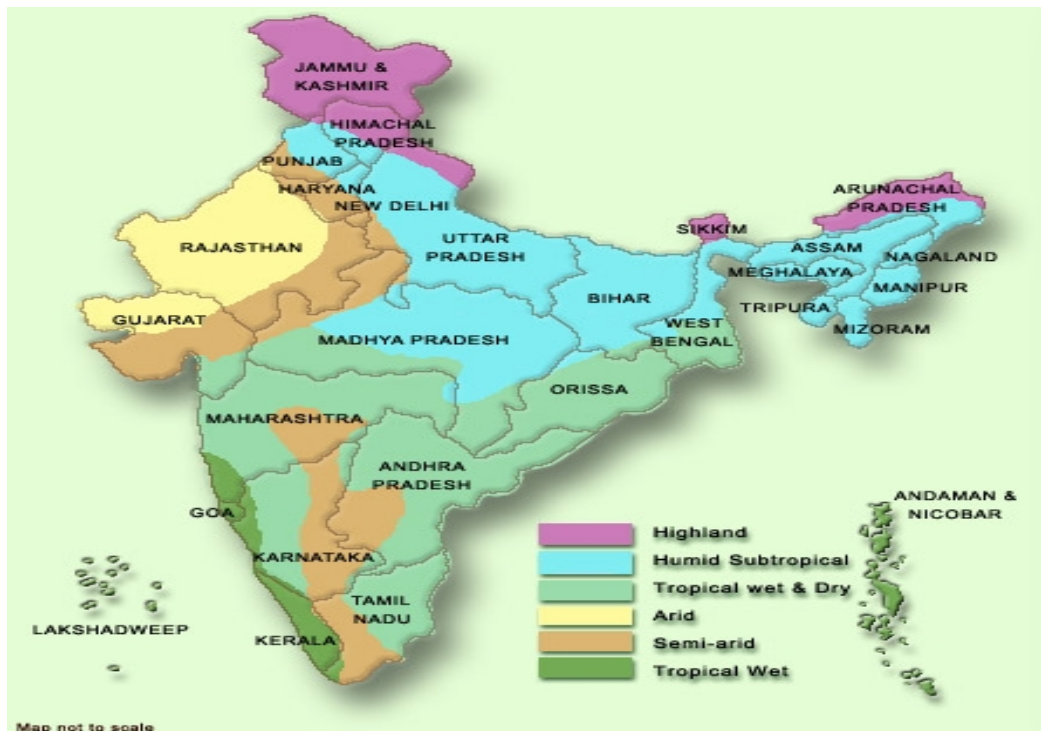 JAMMU &
KASHMIR
HIMACHAL
PRADESH
PUNJAB
HARYANA
NEW DELHI
ARUNACHAL
PRADESH
SIKKIM
RAJASTHAN
UTTAR
PRADESH
ASSAM
NAGALAND
MEGHALAYA
MANIPUR
BIHAR
TRIPURA
GUJARAT
WEST
BENGAL
MIZORAM
MADHYA PRADESH
ORISSA
MAHARASHTRA
ANDHRA
PRADESH
GOA
ANDAMAN &
NICOBAR
KARNATAKA
TAMIL
NADU
LAKSHADWEEP
KERALA
Highland
Humid Subtropical
Tropical wet & Dry
Arid
Semi-arid
Tropical Wet
Map not to scale